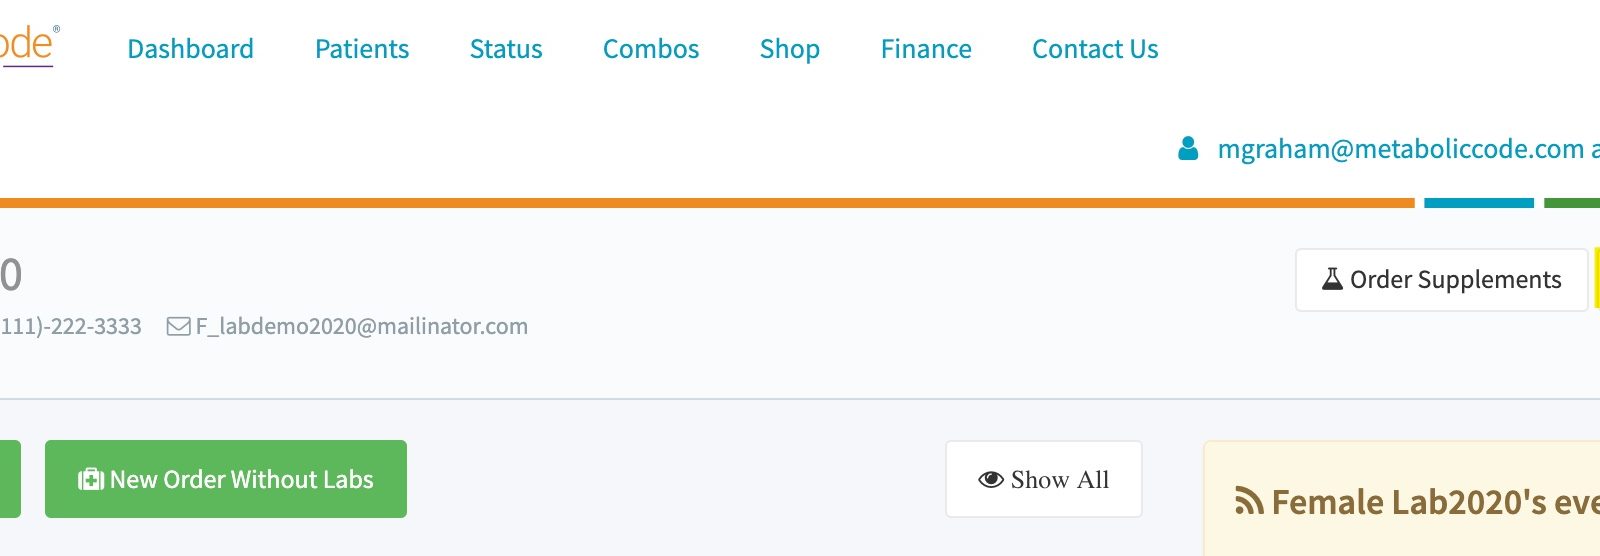 ode®
Dashboard Patients Status Combos Shop Finance Contact Us
mgraham@metaboliccode.com a
0
111)-222-3333 F_labdemo2020@mailinator.com
Order Supplements
New Order Without Labs
Show All
Female Lab2020's eve